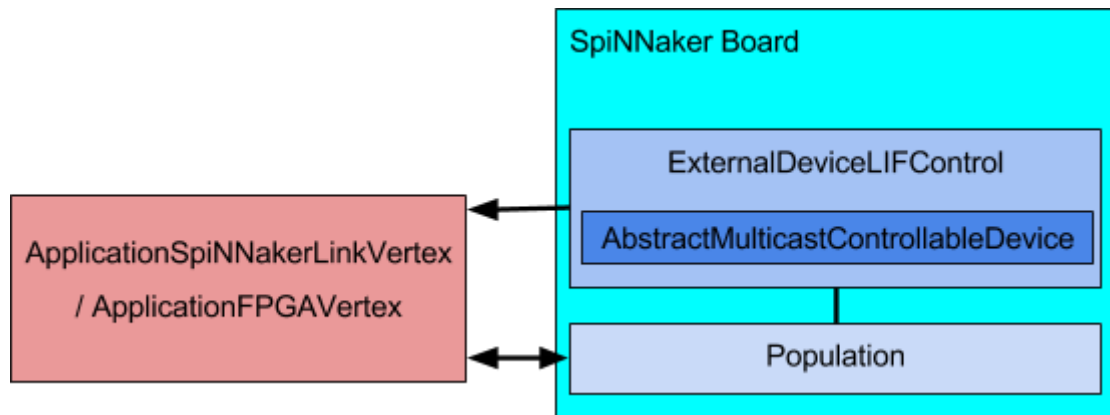 SpiNNaker Board
ExternalDeviceLIFControl
AbstractMulticastControllableDevice
ApplicationSpiNNakerLinkVertex
/ ApplicationFPGAVertex
Population